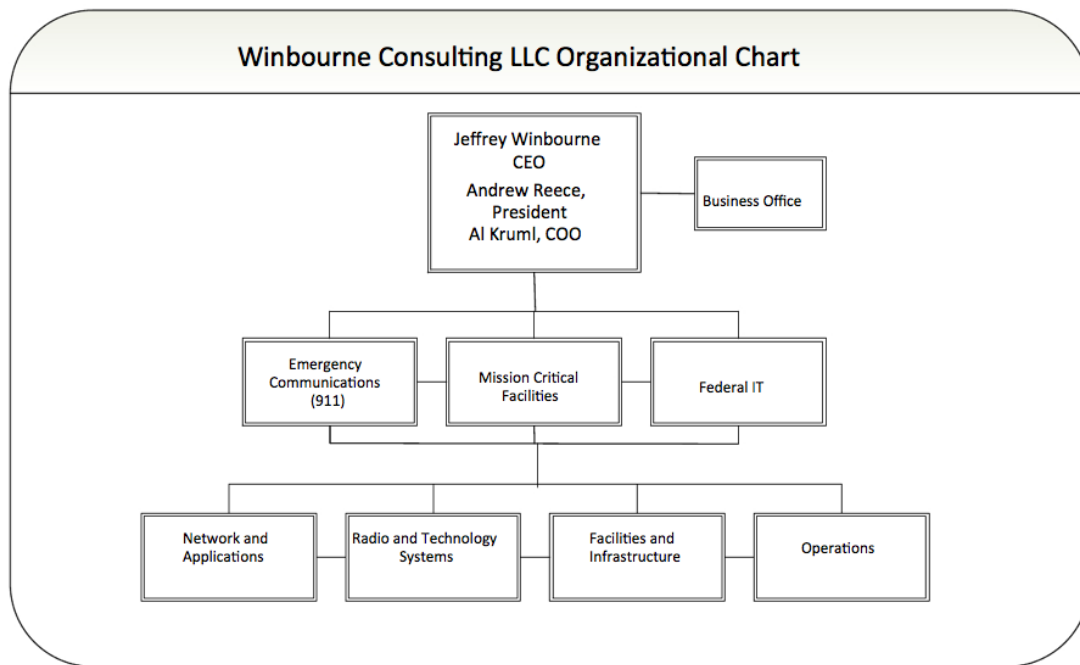 Winbourne Consulting LLC Organizational Chart
Jeffrey Winbourne
CEO
Andrew Reece,
President
Al Kruml, COO
Business Office
Emergency
Communications
(911)
Mission Critical
Facilities
Federal IT
Network and
Applications
Radio and Technology
Systems
Facilities and
Infrastructure
Operations